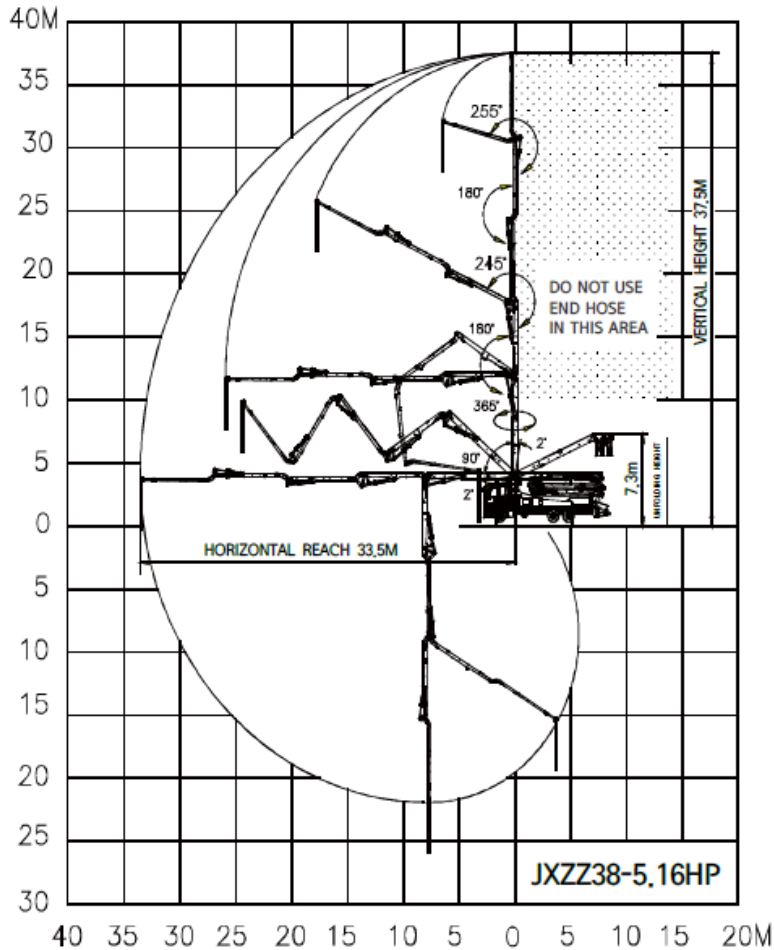 40M
35
30
25
20
15
10
5
0
5
10
15
20
25
30
255°
180°
245°
180°
365°
90°
2°
2°
DO NOT USE
END HOSE
IN THIS AREA
VERTICAL HEIGHT 37.5M
7.3m
UNFOLDING HEIGHT
HORIZONTAL REACH 33.5M
JXZZ38-5.16HP
40 35 30 25 20 15 10 5 0 5 10 15 20M